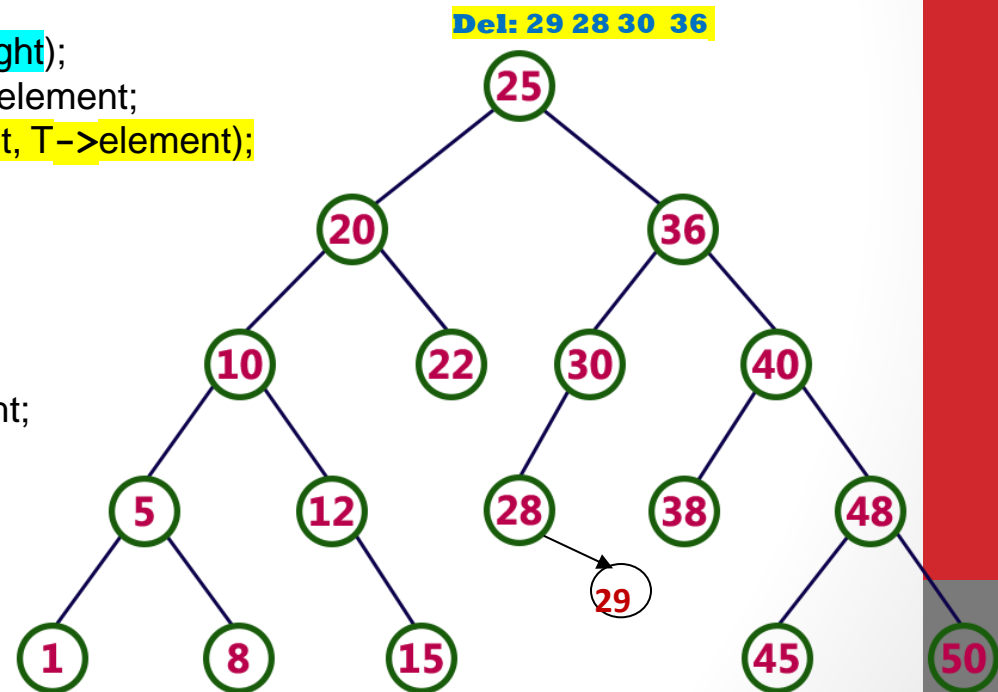 Del: 29 28 30 36
ght);
element;
t, T->element);
nt;
25
20 36
10 22 30 40
5 12 28 38 48
29
1 8 15 45 50